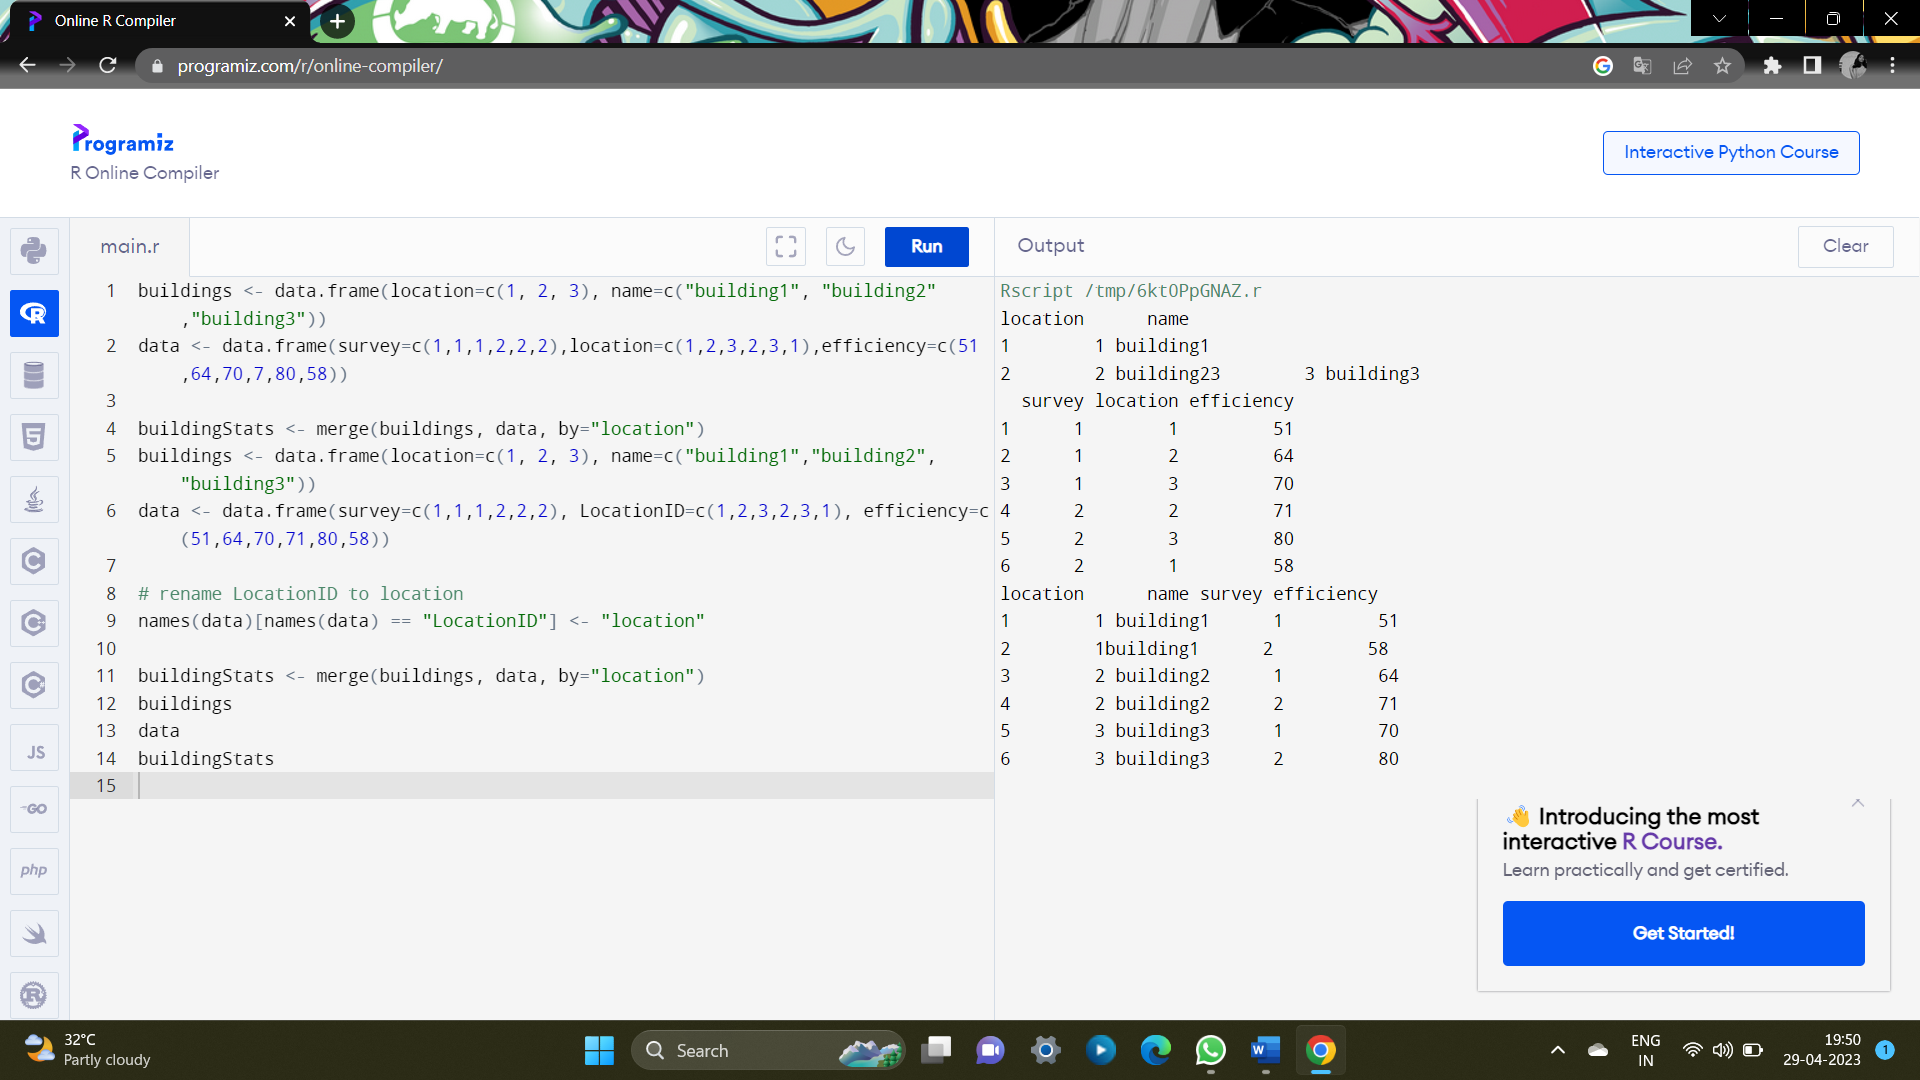 Online R Compiler
programiz.com/r/online-compiler/
Programiz
R Online Compiler
Interactive Python Course
main.r
Run
Output
Clear
1 buildings <- data.frame(location=c(1, 2, 3), name=c("building1", "building2"
,"building3"))
2 data <- data.frame(survey=c(1,1,1,2,2,2),location=c(1,2,3,2,3,1),efficiency=c(51
,64,70,7,80,58))
3
4 buildingStats <- merge(buildings, data, by="location")
5 buildings <- data.frame(location=c(1, 2, 3), name=c("building1","building2",
"building3"))
6 data <- data.frame(survey=c(1,1,1,2,2,2), LocationID=c(1,2,3,2,3,1), efficiency=c
(51,64,70,71,80,58))
7
8 # rename LocationID to location
9 names(data)[names(data) == "LocationID"] <- "location"
10
11 buildingStats <- merge(buildings, data, by="location")
12 buildings
13 data
14 buildingStats
15
Rscript /tmp/6ktOPpGNAZ.r
location name
1 1 building1
2 2 building23 3 building3
survey location efficiency
1 1 1 51
2 1 2 64
3 1 3 70
4 2 2 71
5 2 3 80
6 2 1 58
location name survey efficiency
1 1 building1 1 51
2 1building1 2 58
3 2 building2 1 64
4 2 building2 2 71
5 3 building3 1 70
6 3 building3 2 80
JS
GO
php
👋 Introducing the most
interactive R Course.
Learn practically and get certified.
Get Started!
32°C
Partly cloudy
Search
ENG
IN
19:50
29-04-2023
1